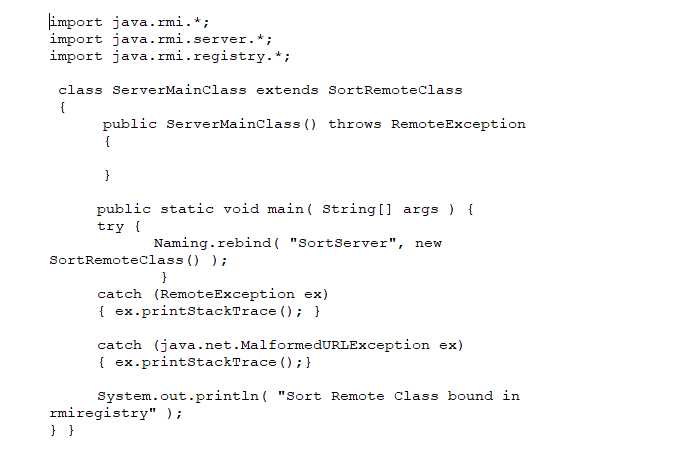 import java.rmi.*;
import java.rmi.server.*;
import java.rmi.registry.*;
class ServerMainClass extends SortRemoteClass
{
public ServerMainClass() throws RemoteException
{
}
public static void main( String[] args ) {
try {
Naming.rebind( "SortServer", new
SortRemoteClass() );
}
catch (RemoteException ex)
{ ex.printStackTrace(); }
catch (java.net.MalformedURLException ex)
{ ex.printStackTrace();}
System.out.println( "Sort Remote Class bound in
rmiregistry" );
} }